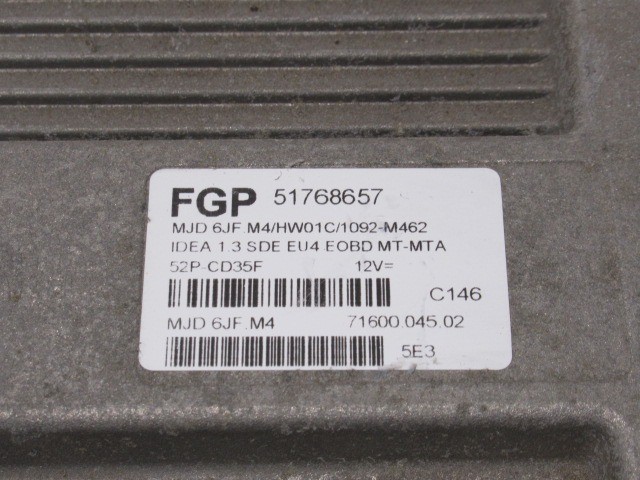 FGP 51768657
MJD 6JF.M4/HW01C/1092-M462
IDEA 1.3 SDE EU4 EOBD MT-MTA
52P-CD35F 12V=
C146
MJD 6JF.M4 71600.045.02
5E3